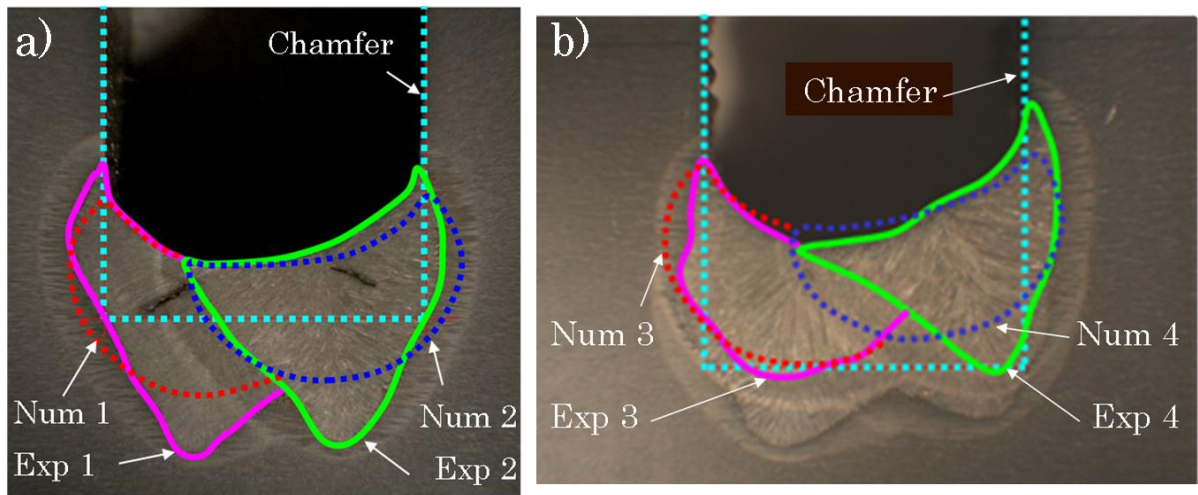 a)
Chamfer
Num 1
Exp 1
Num 2
Exp 2
b)
Chamfer
Num 3
Exp 3
Num 4
Exp 4